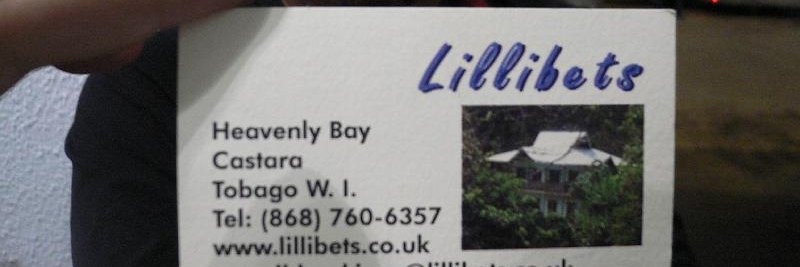 Lillibets
Heavenly Bay
Castara
Tobago W. I.
Tel: (868) 760-6357
www.lillibets.co.uk